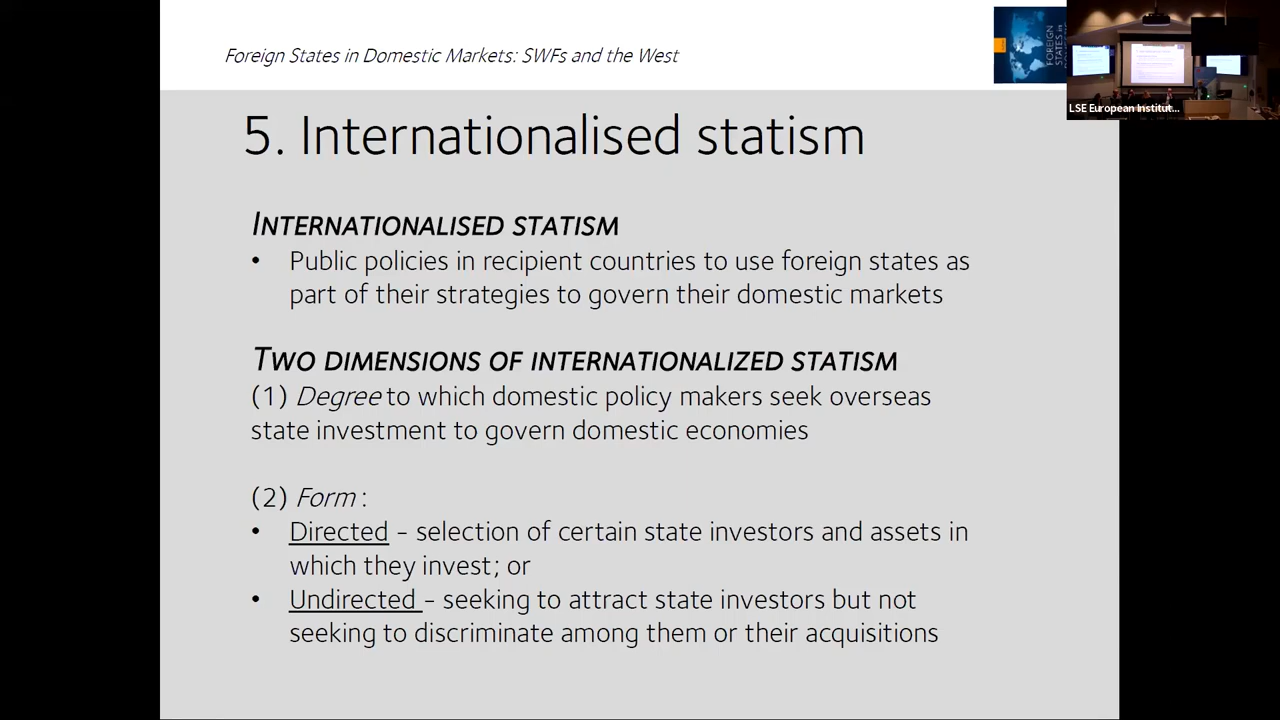 Foreign States in Domestic Markets: SWFs and the West
FOREIGN
STATES IN
LSE European Institut...
5. Internationalised statism
INTERNATIONALISED STATISM
• Public policies in recipient countries to use foreign states as
part of their strategies to govern their domestic markets
TWO DIMENSIONS OF INTERNATIONALIZED STATISM
(1) Degree to which domestic policy makers seek overseas
state investment to govern domestic economies
(2) Form :
• Directed – selection of certain state investors and assets in
which they invest; or
• Undirected – seeking to attract state investors but not
seeking to discriminate among them or their acquisitions